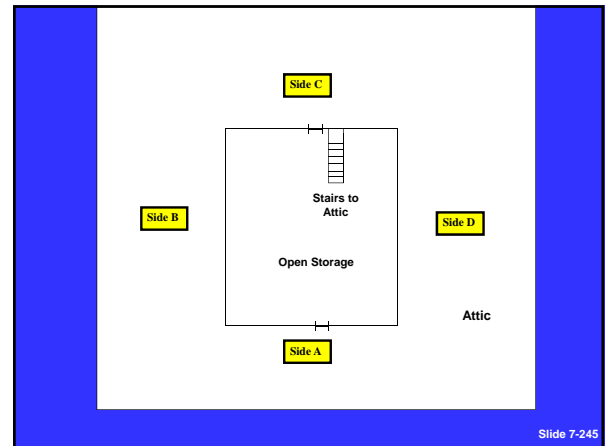 Side C
Stairs to
Attic
Side B
Side D
Open Storage
Attic
Side A
Slide 7-245